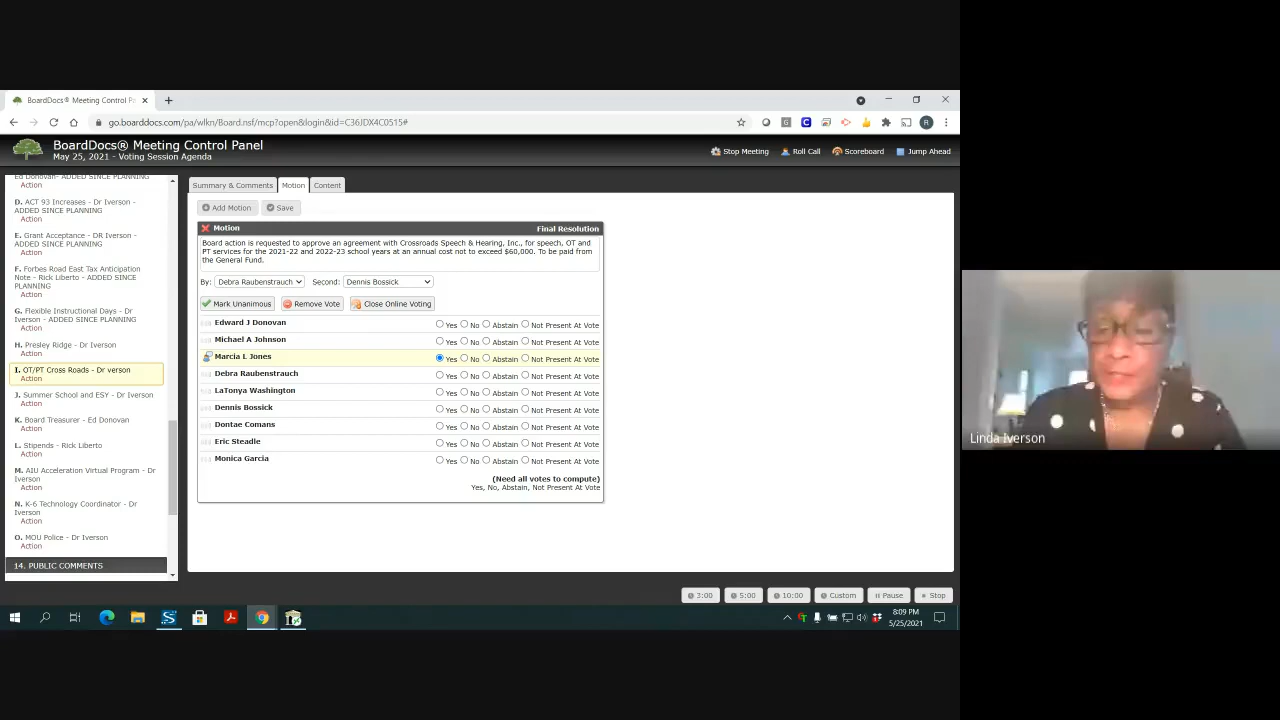 BoardDocs® Meeting Control Pa
go.boarddocs.com/pa/wlkn/Board.nsf/mcp?open&login&id=C36JDX4C0515#
BoardDocs® Meeting Control Panel
May 25, 2021 - Voting Session Agenda
Stop Meeting
Roll Call
Scoreboard
Jump Ahead
Ed Donovan- ADDED SINCE PLANNING
Action
D. ACT 93 Increases - Dr Iverson -
ADDED SINCE PLANNING
Action
E. Grant Acceptance - DR Iverson -
ADDED SINCE PLANNING
Action
F. Forbes Road East Tax Anticipation
Note - Rick Liberto - ADDED SINCE
PLANNING
Action
G. Flexible Instructional Days - Dr
Iverson - ADDED SINCE PLANNING
Action
H. Presley Ridge - Dr Iverson
Action
I. OT/PT Cross Roads - Dr verson
Action
J. Summer School and ESY - Dr Iverson
Action
K. Board Treasurer - Ed Donovan
Action
L. Stipends - Rick Liberto
Action
M. AIU Acceleration Virtual Program - Dr
Iverson
Action
N. K-6 Technology Coordinator - Dr
Iverson
Action
O. MOU Police - Dr Iverson
Action
14. PUBLIC COMMENTS
Summary & Comments
Motion
Content
Add Motion
Save
Motion
Final Resolution
Board action is requested to approve an agreement with Crossroads Speech & Hearing, Inc., for speech, OT and
PT services for the 2021-22 and 2022-23 school years at an annual cost not to exceed $60,000. To be paid from
the General Fund.
By: Debra Raubenstrauch Second: Dennis Bossick
Mark Unanimous
Remove Vote
Close Online Voting
Edward J Donovan Yes No Abstain Not Present At Vote
Michael A Johnson Yes No Abstain Not Present At Vote
Marcia L Jones Yes No Abstain Not Present At Vote
Debra Raubenstrauch Yes No Abstain Not Present At Vote
LaTonya Washington Yes No Abstain Not Present At Vote
Dennis Bossick Yes No Abstain Not Present At Vote
Dontae Comans Yes No Abstain Not Present At Vote
Eric Steadle Yes No Abstain Not Present At Vote
Monica Garcia Yes No Abstain Not Present At Vote
(Need all votes to compute)
Yes, No, Abstain, Not Present At Vote
3:00
5:00
10:00
Custom
Pause
Stop
8:09 PM
5/25/2021
Linda Iverson